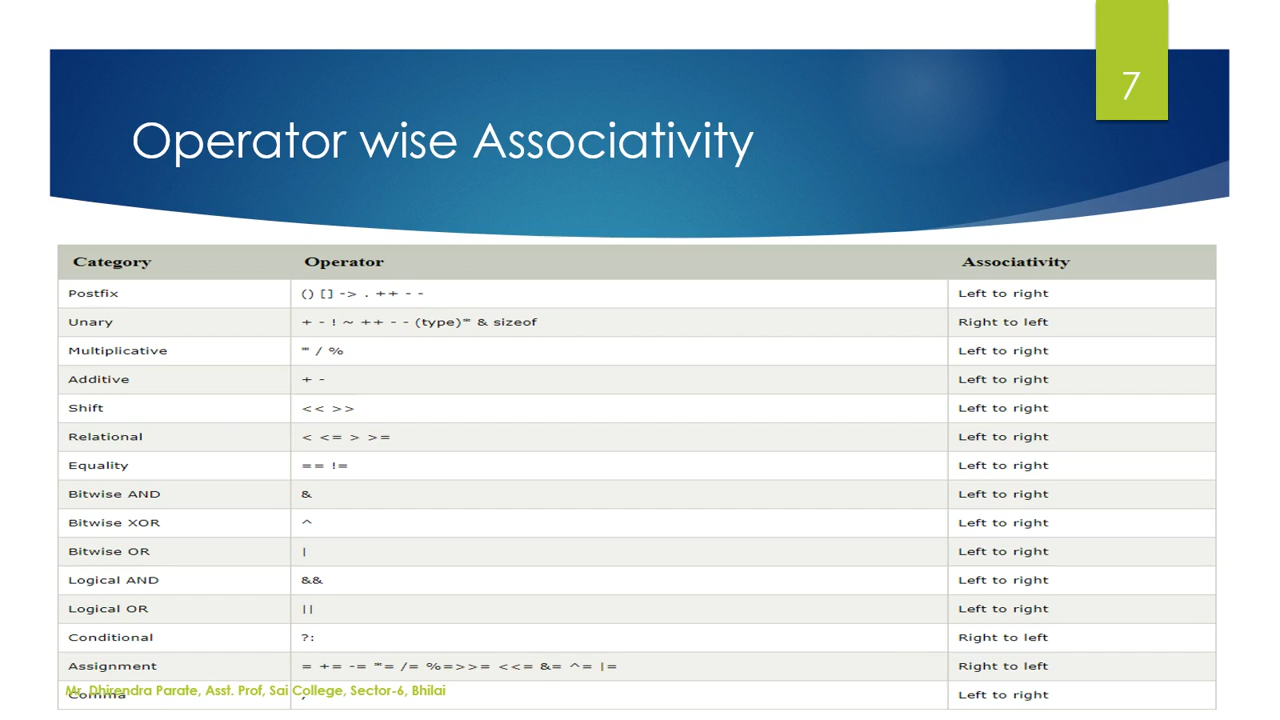 7
Operator wise Associativity
Category Operator Associativity
Postfix () [] -> . ++ - - Left to right
Unary + - ! ~ ++ - - (type)* & sizeof Right to left
Multiplicative * / % Left to right
Additive + - Left to right
Shift << >> Left to right
Relational < <= > >= Left to right
Equality == != Left to right
Bitwise AND & Left to right
Bitwise XOR ^ Left to right
Bitwise OR | Left to right
Logical AND && Left to right
Logical OR || Left to right
Conditional ?: Right to left
Assignment = += -= *= /= %=>>= <<= &= ^= |= Right to left
Mr. Dhirendra Parate, Asst. Prof, Sai College, Sector-6, Bhilai
Comma , Left to right